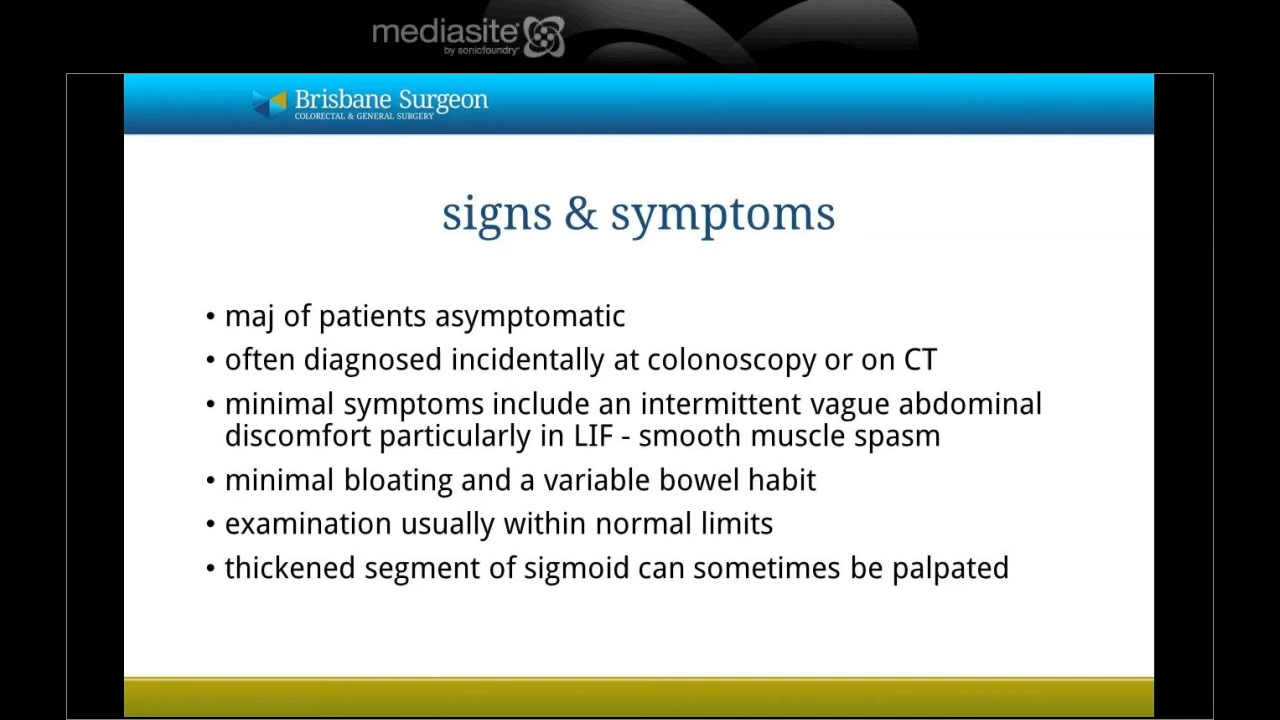 mediasite
by sonicfoundry
Brisbane Surgeon
COLORECTAL & GENERAL SURGERY
signs & symptoms
• maj of patients asymptomatic
• often diagnosed incidentally at colonoscopy or on CT
• minimal symptoms include an intermittent vague abdominal
discomfort particularly in LIF - smooth muscle spasm
• minimal bloating and a variable bowel habit
• examination usually within normal limits
• thickened segment of sigmoid can sometimes be palpated